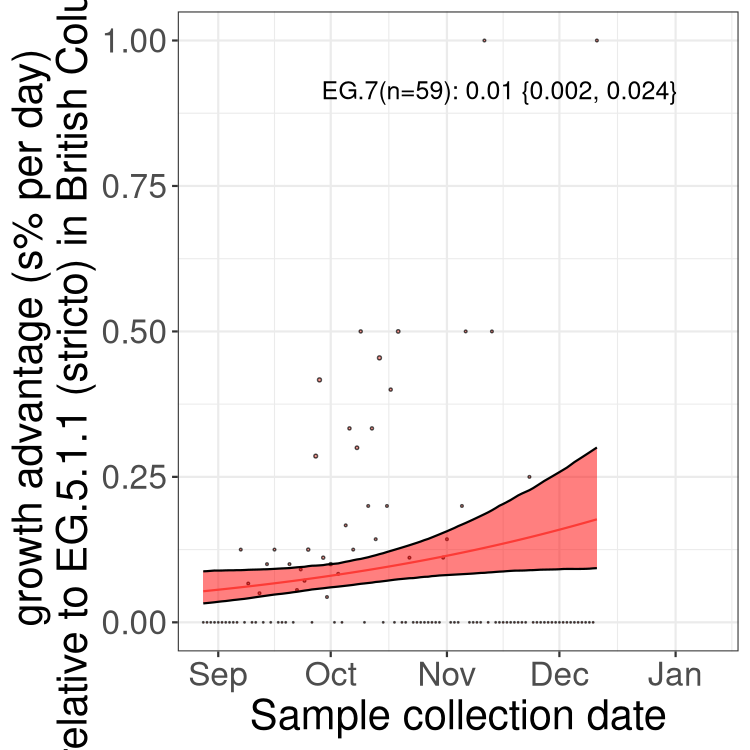 growth advantage (s% per day)
relative to EG.5.1.1 (stricto) in British
1.00
0.75
0.50
0.25
0.00
EG.7(n=59): 0.01 {0.002, 0.024}
Sep Oct Nov Dec Jan
Sample collection date